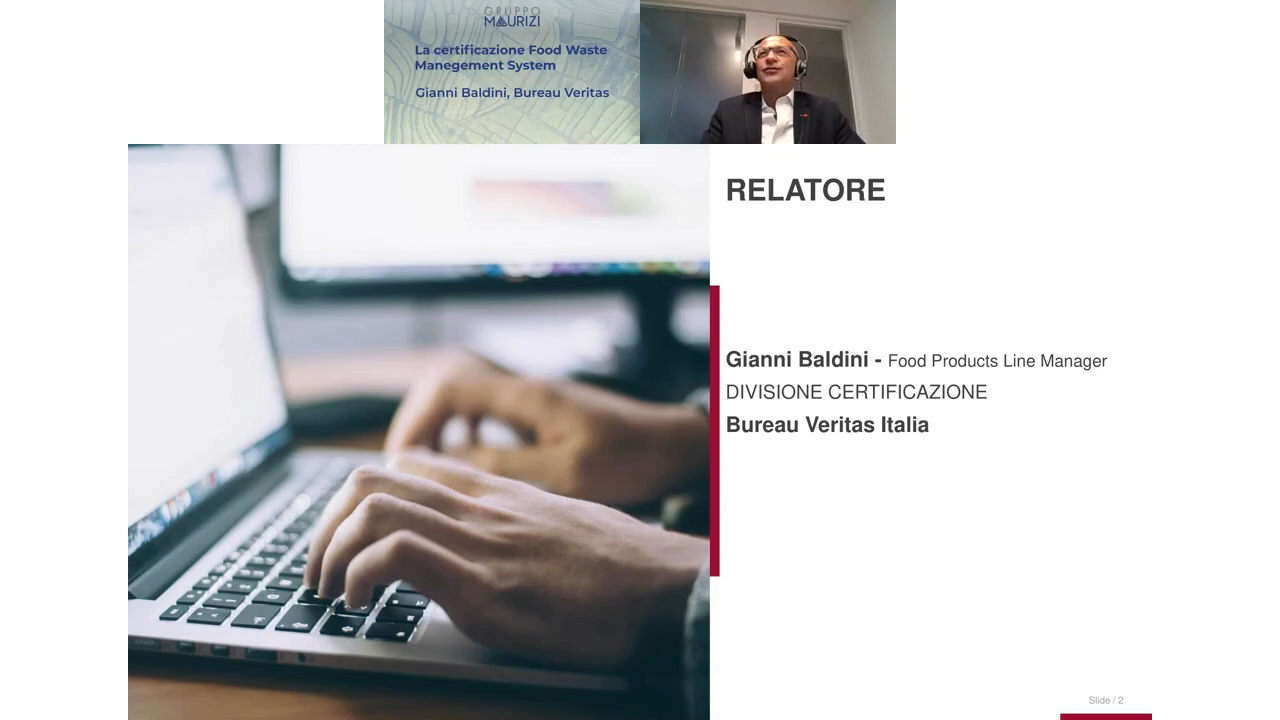 GRUPPO
MAURIZI
La certificazione Food Waste
Mengement System
Gianni Baldini, Bureau Veritas
RELATORE
Gianni Baldini - Food Products Line Manager
DIVISIONE CERTIFICAZIONE
Bureau Veritas Italia
Slide / 2